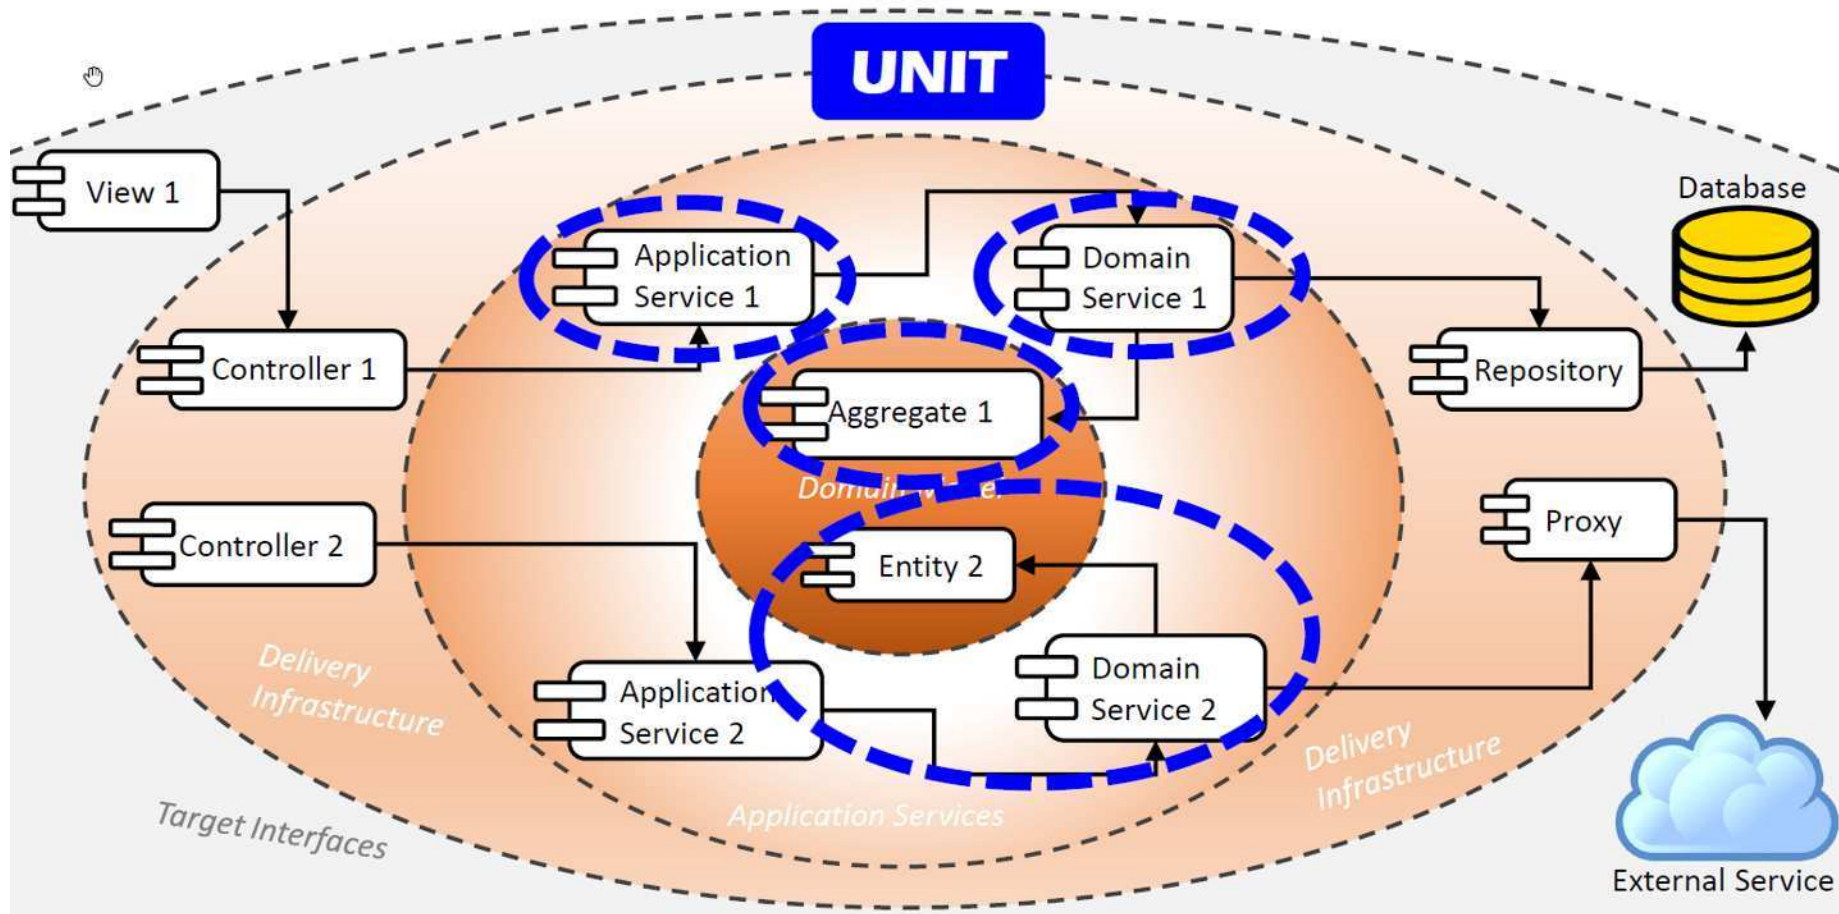 UNIT
View 1
Database
Application
Service 1
Domain
Service 1
Controller 1
Repository
Aggregate 1
Domain
Proxy
Controller 2
Entity 2
Delivery
Infrastructure
Application
Service 2
Domain
Service 2
Delivery
Infrastructure
Target Interfaces
Application Services
External Service